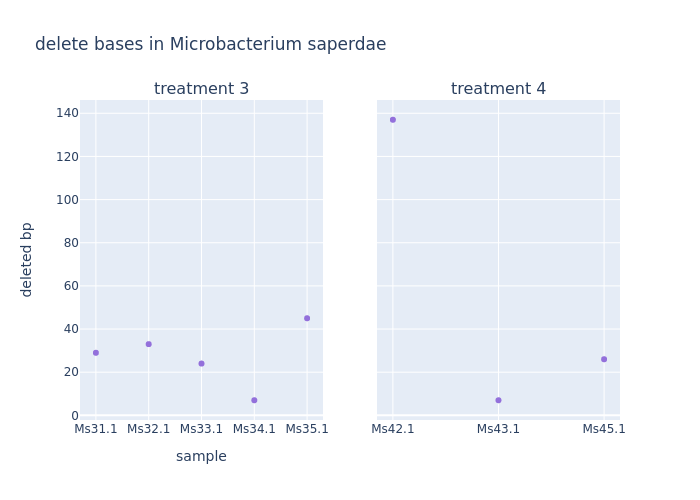 delete bases in Microbacterium saperdae
treatment 3
treatment 4
deleted bp
140
120
100
80
60
40
20
0
Ms31.1 Ms32.1 Ms33.1 Ms34.1 Ms35.1
Ms42.1 Ms43.1 Ms45.1
sample